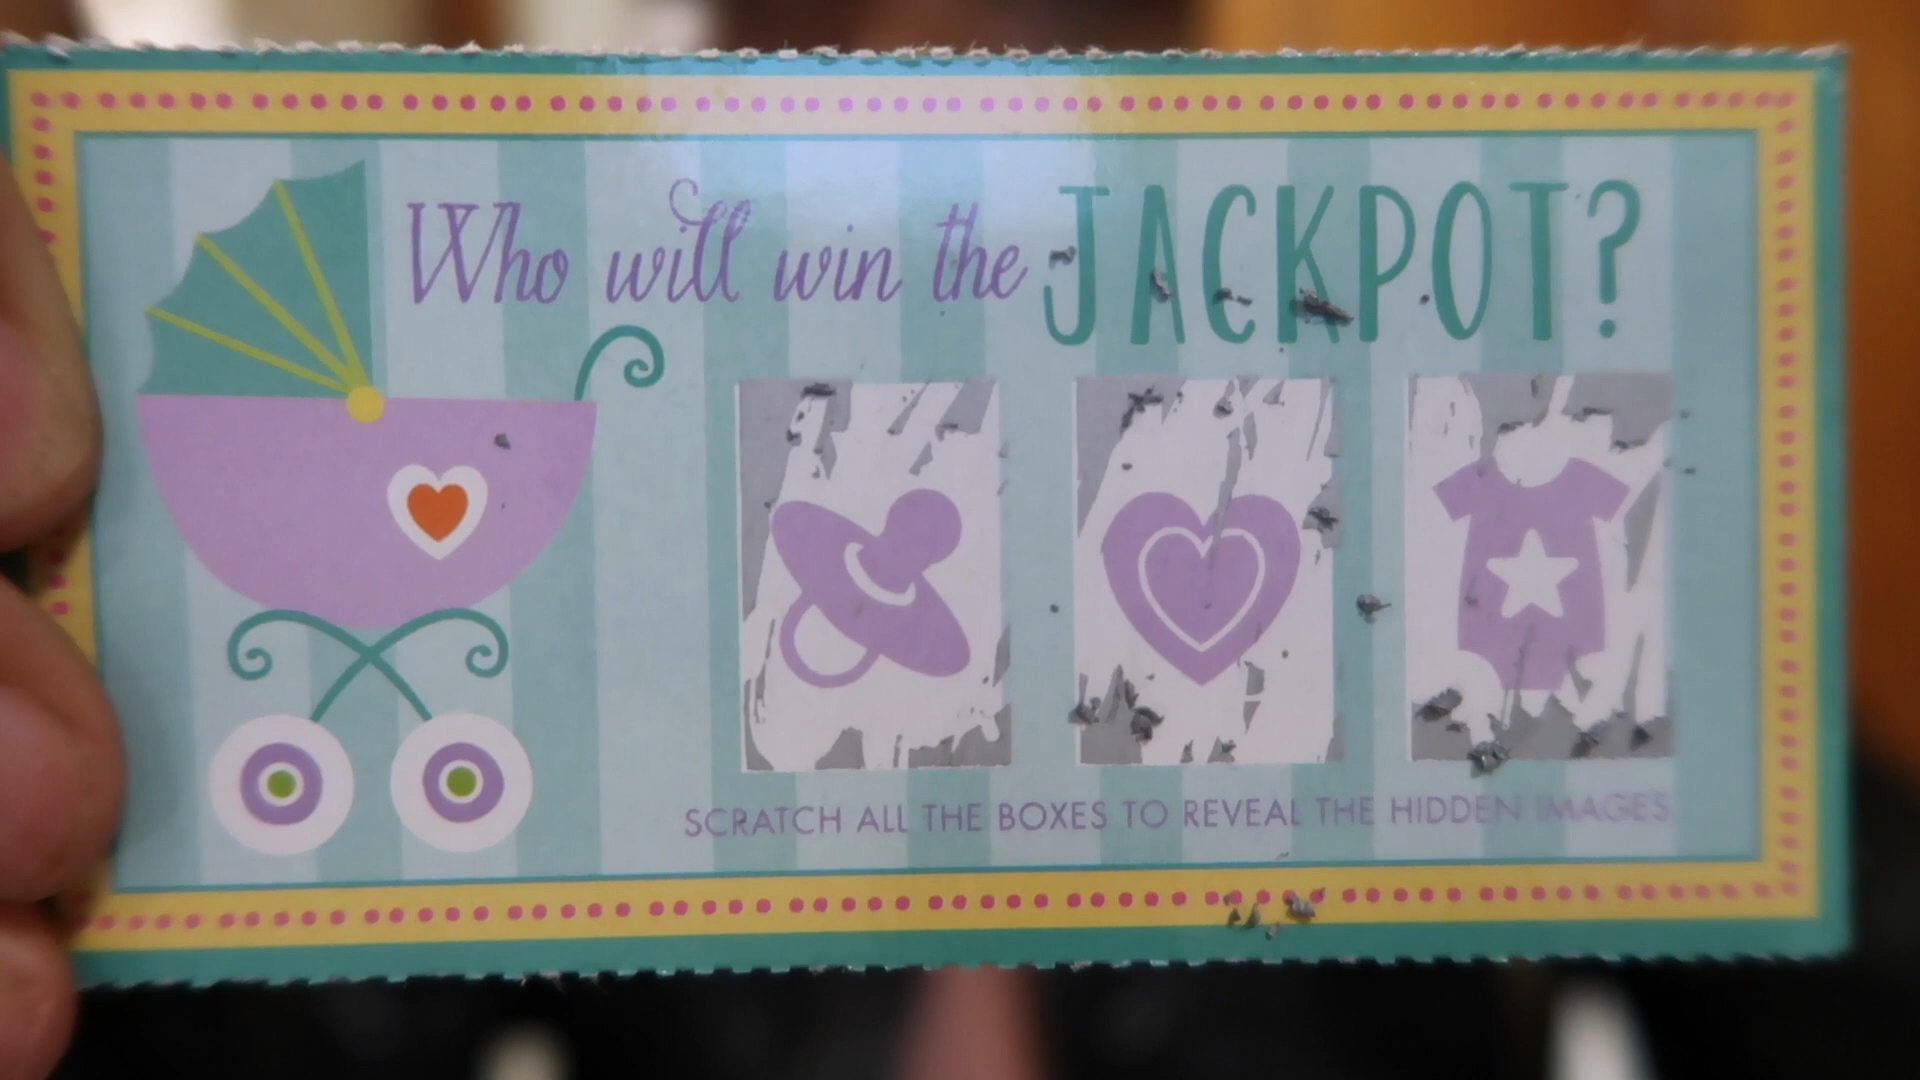 Who will win the JACKPOT?
SCRATCH ALL THE BOXES TO REVEAL THE HIDDEN IMAGES